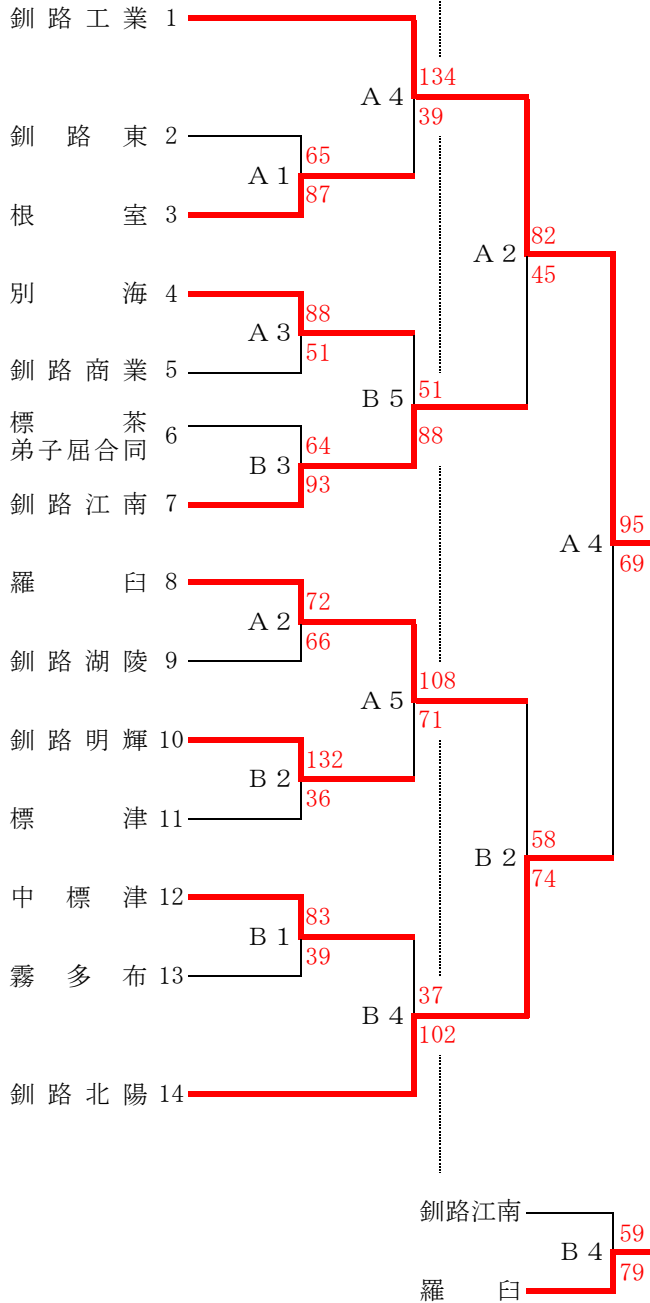 釧路工業 1
134
A 4
39
釧路東 2
65
A 1
87
根室 3
82
A 2
45
別海 4
88
A 3
51
釧路商業 5
51
B 5
88
標茶
弟子屈合同 6
64
B 3
93
釧路江南 7
95
A 4
69
羅臼 8
72
A 2
66
釧路湖陵 9
108
A 5
71
釧路明輝 10
132
B 2
36
標津 11
58
B 2
74
中標津 12
83
B 1
39
霧多布 13
37
B 4
102
釧路北陽 14
釧路江南
59
B 4
79
羅臼